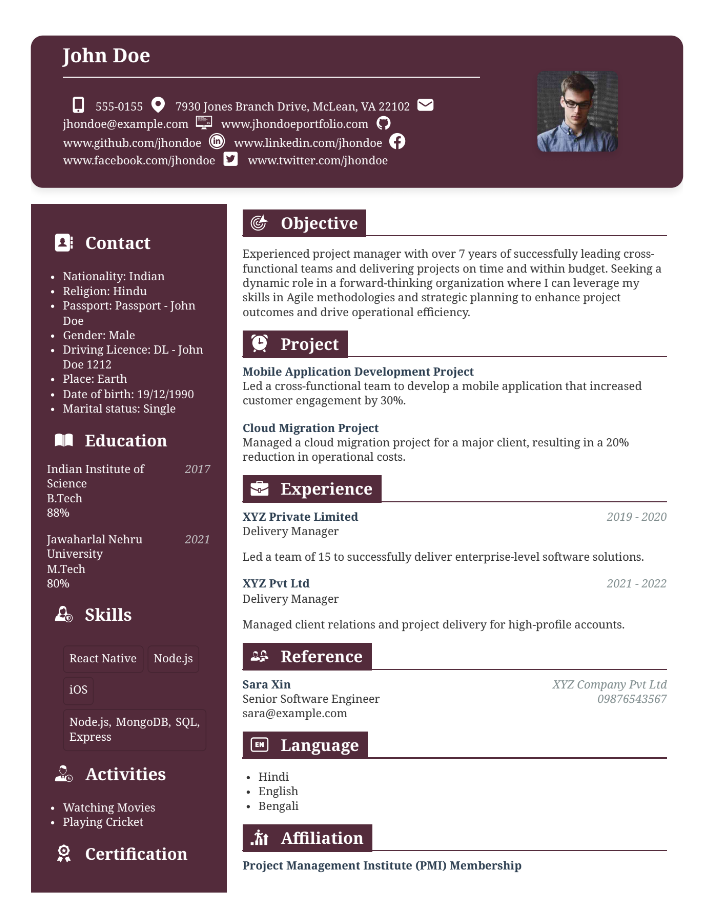 John Doe
555-0155 7930 Jones Branch Drive, McLean, VA 22102
jhondoe@example.com www.jhondoeportfolio.com
www.github.com/jhondoe www.linkedin.com/jhondoe
www.facebook.com/jhondoe www.twitter.com/jhondoe
Contact
• Nationality: Indian
• Religion: Hindu
• Passport: Passport - John
Doe
• Gender: Male
• Driving Licence: DL - John
Doe 1212
• Place: Earth
• Date of birth: 19/12/1990
• Marital status: Single
Education
Indian Institute of 2017
Science
B.Tech
88%
Jawaharlal Nehru 2021
University
M.Tech
80%
Skills
React Native Node.js
iOS
Node.js, MongoDB, SQL,
Express
Activities
• Watching Movies
• Playing Cricket
Certification
Objective
Experienced project manager with over 7 years of successfully leading cross-
functional teams and delivering projects on time and within budget. Seeking a
dynamic role in a forward-thinking organization where I can leverage my
skills in Agile methodologies and strategic planning to enhance project
outcomes and drive operational efficiency.
Project
Mobile Application Development Project
Led a cross-functional team to develop a mobile application that increased
customer engagement by 30%.
Cloud Migration Project
Managed a cloud migration project for a major client, resulting in a 20%
reduction in operational costs.
Experience
XYZ Private Limited 2019 - 2020
Delivery Manager
Led a team of 15 to successfully deliver enterprise-level software solutions.
XYZ Pvt Ltd 2021 - 2022
Delivery Manager
Managed client relations and project delivery for high-profile accounts.
Reference
Sara Xin XYZ Company Pvt Ltd
Senior Software Engineer 09876543567
sara@example.com
EN Language
• Hindi
• English
• Bengali
Affiliation
Project Management Institute (PMI) Membership